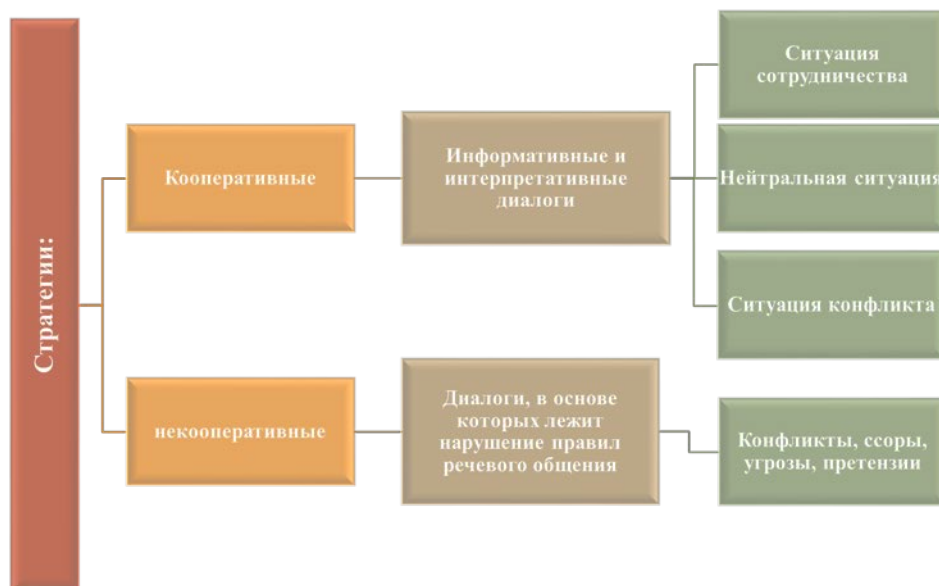 Стратегии:
Кооперативные
Информативные и
интерпретативные
диалоги
Ситуация
сотрудничества
Нейтральная ситуация
Ситуация конфликта
некооперативные
Диалоги, в основе
которых лежит
нарушение правил
речевого общения
Конфликты, ссоры,
угрозы, претензии